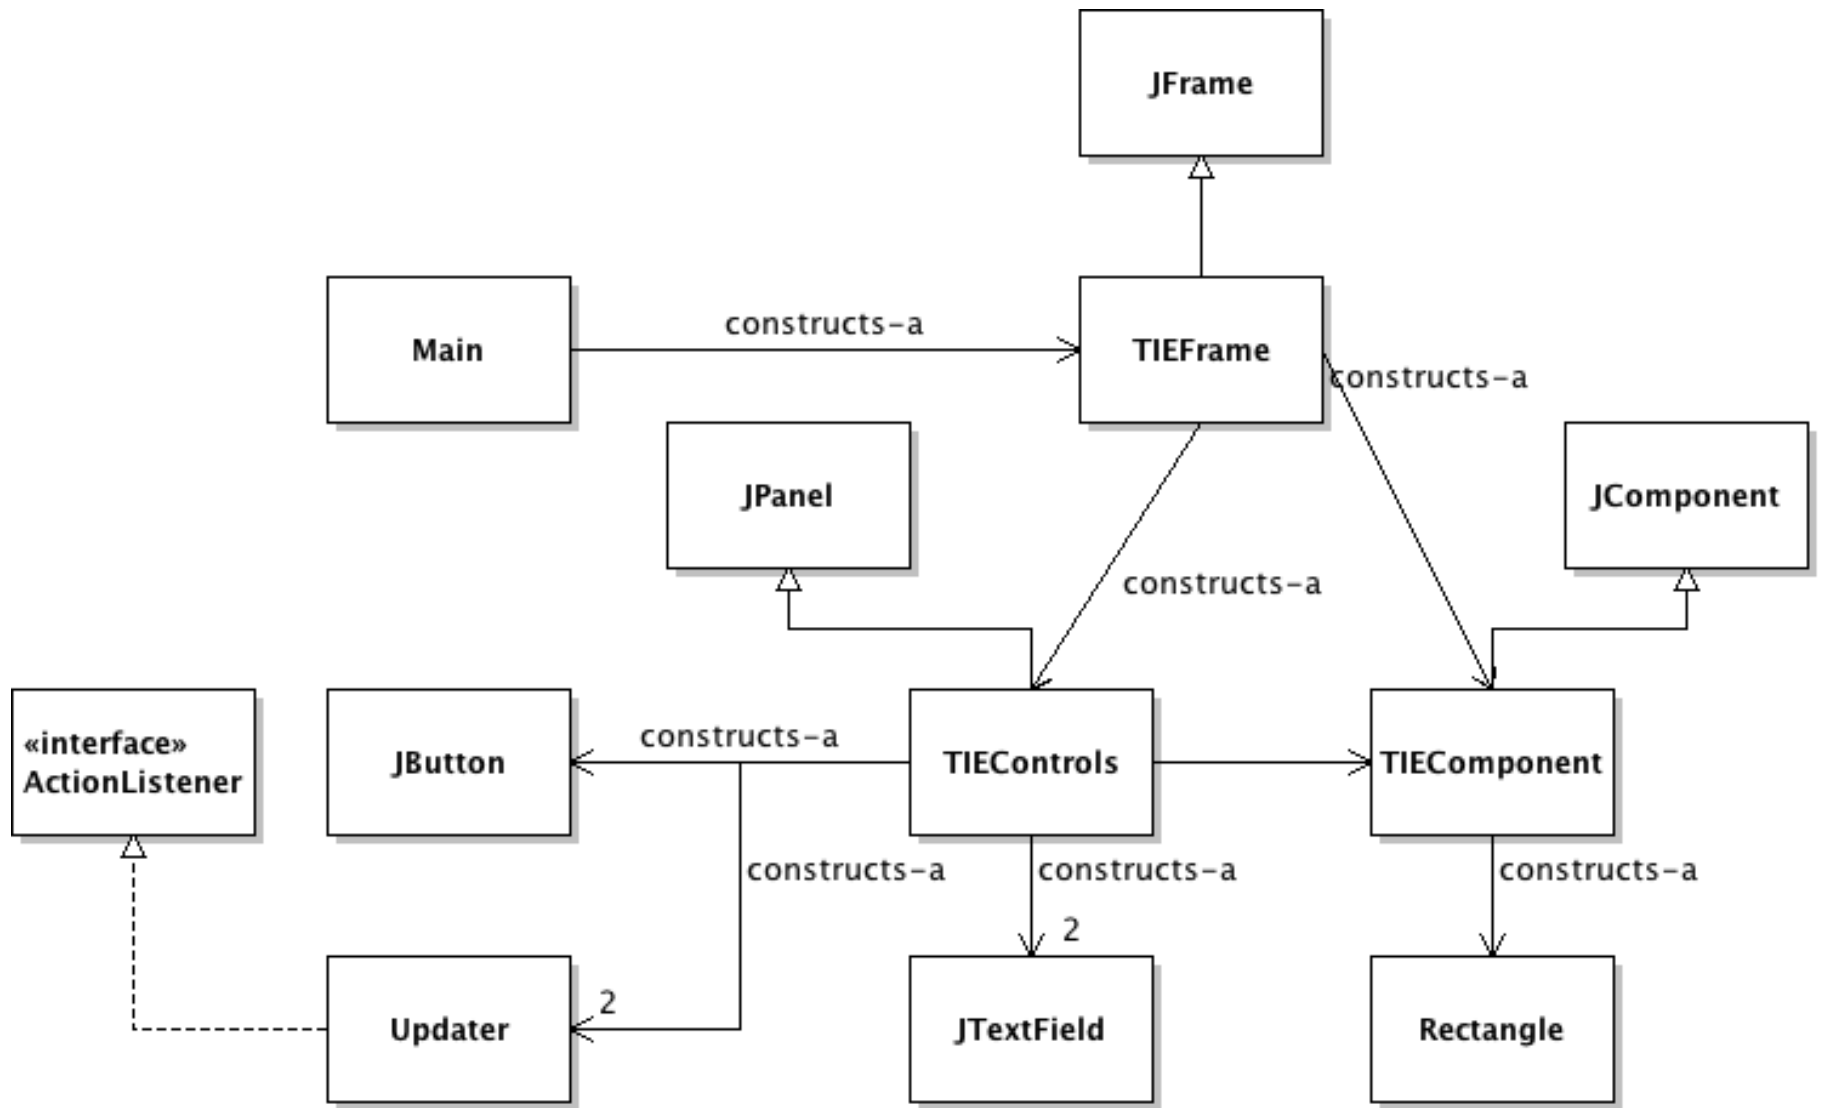 JFrame
Main
constructs-a
TIEFrame
constructs-a
JPanel
JComponent
constructs-a
«interface»
ActionListener
JButton
constructs-a
TIEControls
TIEComponent
constructs-a
constructs-a
constructs-a
2
2
Updater
JTextField
Rectangle